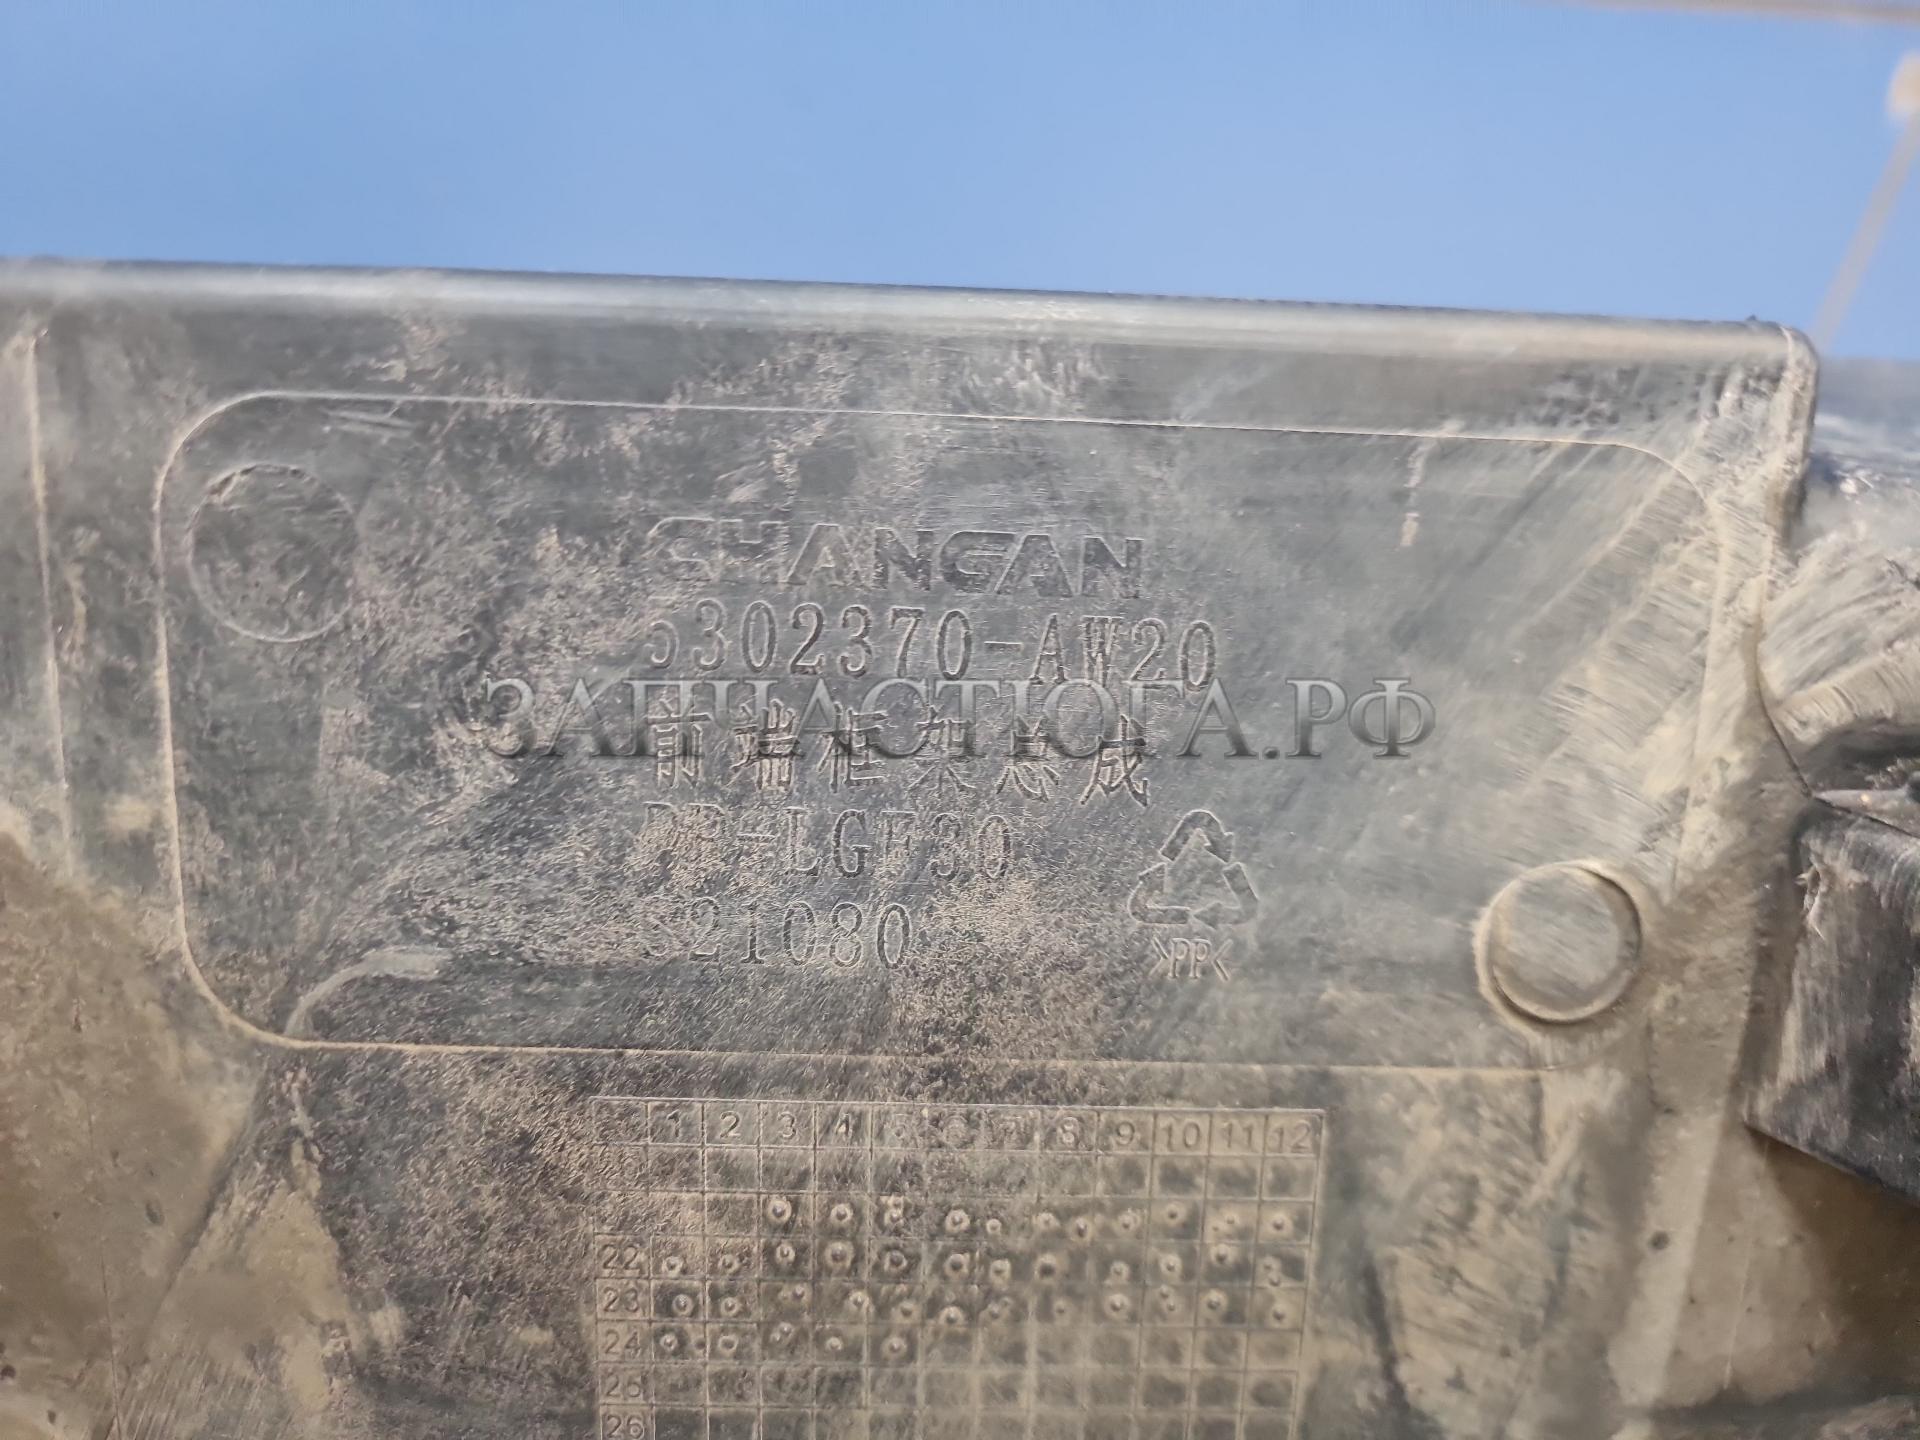 CHANGAN
5302370-AW20
ЗАПЧАСТЮГА.РФ
前端框架总成
PP-LGF30
S21080
>PP<
1 2 3 4 5 6 7 8 9 10 11 12
22
23
24
25
26